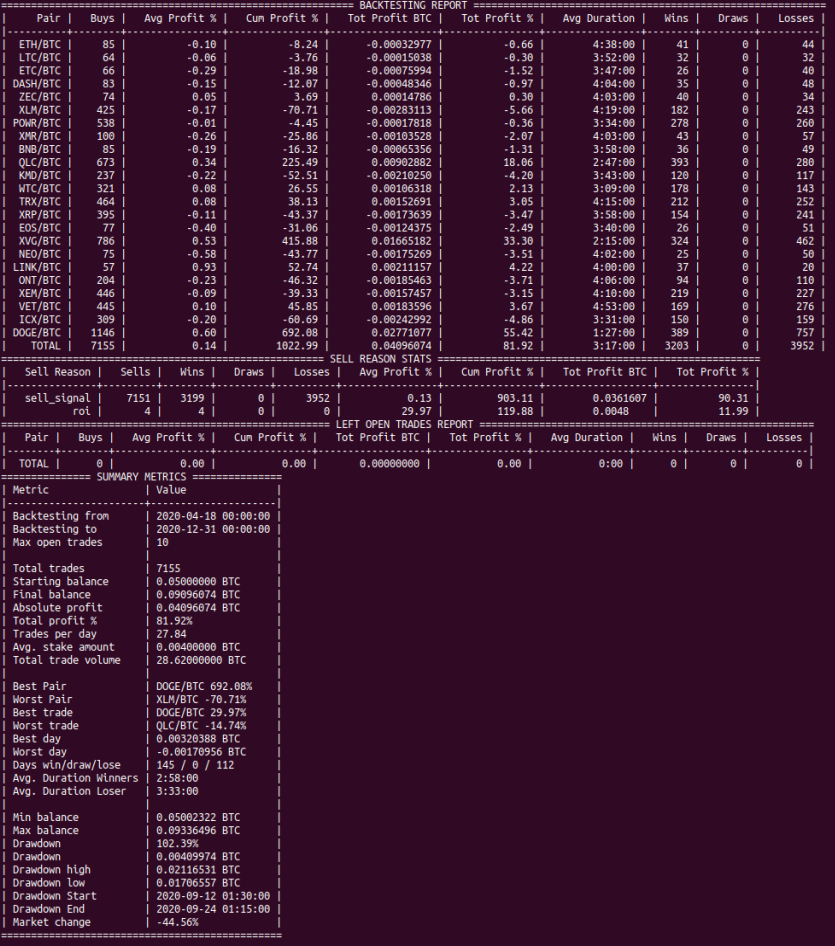 =========================================================== BACKTESTING REPORT ===========================================================
| Pair | Buys | Avg Profit % | Cum Profit % | Tot Profit BTC | Tot Profit % | Avg Duration | Wins | Draws | Losses |
|----------+-------+---------------+---------------+-----------------+---------------+---------------+-------+--------+---------|
| ETH/BTC | 85 | -0.10 | -8.24 | -0.00032977 | -0.66 | 4:38:00 | 41 | 0 | 44 |
| LTC/BTC | 64 | -0.06 | -3.76 | -0.00015038 | -0.30 | 3:52:00 | 32 | 0 | 32 |
| ETC/BTC | 66 | -0.29 | -18.98 | -0.00075994 | -1.52 | 3:47:00 | 26 | 0 | 40 |
| DASH/BTC | 83 | -0.15 | -12.07 | -0.00048346 | -0.97 | 4:04:00 | 35 | 0 | 48 |
| ZEC/BTC | 74 | 0.05 | 3.69 | 0.00014786 | 0.30 | 4:03:00 | 40 | 0 | 34 |
| XLM/BTC | 425 | -0.17 | -70.71 | -0.00283113 | -5.66 | 4:19:00 | 182 | 0 | 243 |
| POWR/BTC | 538 | -0.01 | -4.45 | -0.00017818 | -0.36 | 3:34:00 | 278 | 0 | 260 |
| XMR/BTC | 100 | -0.26 | -25.86 | -0.00103528 | -2.07 | 4:03:00 | 43 | 0 | 57 |
| BNB/BTC | 85 | -0.19 | -16.32 | -0.00065356 | -1.31 | 3:58:00 | 36 | 0 | 49 |
| QLC/BTC | 673 | 0.34 | 225.49 | 0.00902882 | 18.06 | 2:47:00 | 393 | 0 | 280 |
| KMD/BTC | 237 | -0.22 | -52.51 | -0.00210250 | -4.20 | 3:43:00 | 120 | 0 | 117 |
| WTC/BTC | 321 | 0.08 | 26.55 | 0.00106318 | 2.13 | 3:09:00 | 178 | 0 | 143 |
| TRX/BTC | 464 | 0.08 | 38.13 | 0.00152691 | 3.05 | 4:15:00 | 212 | 0 | 252 |
| XRP/BTC | 395 | -0.11 | -43.37 | -0.00173639 | -3.47 | 3:58:00 | 154 | 0 | 241 |
| EOS/BTC | 77 | -0.40 | -31.06 | -0.00124375 | -2.49 | 3:40:00 | 26 | 0 | 51 |
| XVG/BTC | 786 | 0.53 | 415.88 | 0.01665182 | 33.30 | 2:15:00 | 324 | 0 | 462 |
| NEO/BTC | 75 | -0.58 | -43.77 | -0.00175269 | -3.51 | 4:02:00 | 25 | 0 | 50 |
| LINK/BTC | 57 | 0.93 | 52.74 | 0.00211157 | 4.22 | 4:00:00 | 37 | 0 | 20 |
| ONT/BTC | 204 | -0.23 | -46.32 | -0.00185463 | -3.71 | 4:06:00 | 94 | 0 | 110 |
| XEM/BTC | 446 | -0.09 | -39.33 | -0.00157457 | -3.15 | 4:10:00 | 219 | 0 | 227 |
| VET/BTC | 445 | 0.10 | 45.85 | 0.00183596 | 3.67 | 4:53:00 | 169 | 0 | 276 |
| ICX/BTC | 309 | -0.20 | -60.69 | -0.00242992 | -4.86 | 3:31:00 | 150 | 0 | 159 |
| DOGE/BTC | 1146 | 0.60 | 692.08 | 0.02771077 | 55.42 | 1:27:00 | 389 | 0 | 757 |
| TOTAL | 7155 | 0.14 | 1022.99 | 0.04096074 | 81.92 | 3:17:00 | 3203 | 0 | 3952 |
====================================================== SELL REASON STATS ======================================================
| Sell Reason | Sells | Wins | Draws | Losses | Avg Profit % | Cum Profit % | Tot Profit BTC | Tot Profit % |
|---------------+---------+--------+---------+----------+----------------+----------------+------------------+----------------|
| sell_signal | 7151 | 3199 | 0 | 3952 | 0.13 | 903.11 | 0.0361607 | 90.31 |
| roi | 4 | 4 | 0 | 0 | 29.97 | 119.88 | 0.0048 | 11.99 |
======================================================= LEFT OPEN TRADES REPORT ========================================================
| Pair | Buys | Avg Profit % | Cum Profit % | Tot Profit BTC | Tot Profit % | Avg Duration | Wins | Draws | Losses |
|--------+--------+----------------+----------------+------------------+----------------+----------------+--------+---------+----------|
| TOTAL | 0 | 0.00 | 0.00 | 0.00000000 | 0.00 | 0:00 | 0 | 0 | 0 |
=============== SUMMARY METRICS ===============
| Metric | Value |
|-----------------------+---------------------|
| Backtesting from | 2020-04-18 00:00:00 |
| Backtesting to | 2020-12-31 00:00:00 |
| Max open trades | 10 |
| | |
| Total trades | 7155 |
| Starting balance | 0.05000000 BTC |
| Final balance | 0.09096074 BTC |
| Absolute profit | 0.04096074 BTC |
| Total profit % | 81.92% |
| Trades per day | 27.84 |
| Avg. stake amount | 0.00400000 BTC |
| Total trade volume | 28.62000000 BTC |
| | |
| Best Pair | DOGE/BTC 692.08% |
| Worst Pair | XLM/BTC -70.71% |
| Best trade | DOGE/BTC 29.97% |
| Worst trade | QLC/BTC -14.74% |
| Best day | 0.00320388 BTC |
| Worst day | -0.00170956 BTC |
| Days win/draw/lose | 145 / 0 / 112 |
| Avg. Duration Winners | 2:58:00 |
| Avg. Duration Loser | 3:33:00 |
| | |
| Min balance | 0.05002322 BTC |
| Max balance | 0.09336496 BTC |
| Drawdown | 102.39% |
| Drawdown | 0.00409974 BTC |
| Drawdown high | 0.02116531 BTC |
| Drawdown low | 0.01706557 BTC |
| Drawdown Start | 2020-09-12 01:30:00 |
| Drawdown End | 2020-09-24 01:15:00 |
| Market change | -44.56% |
===============================================